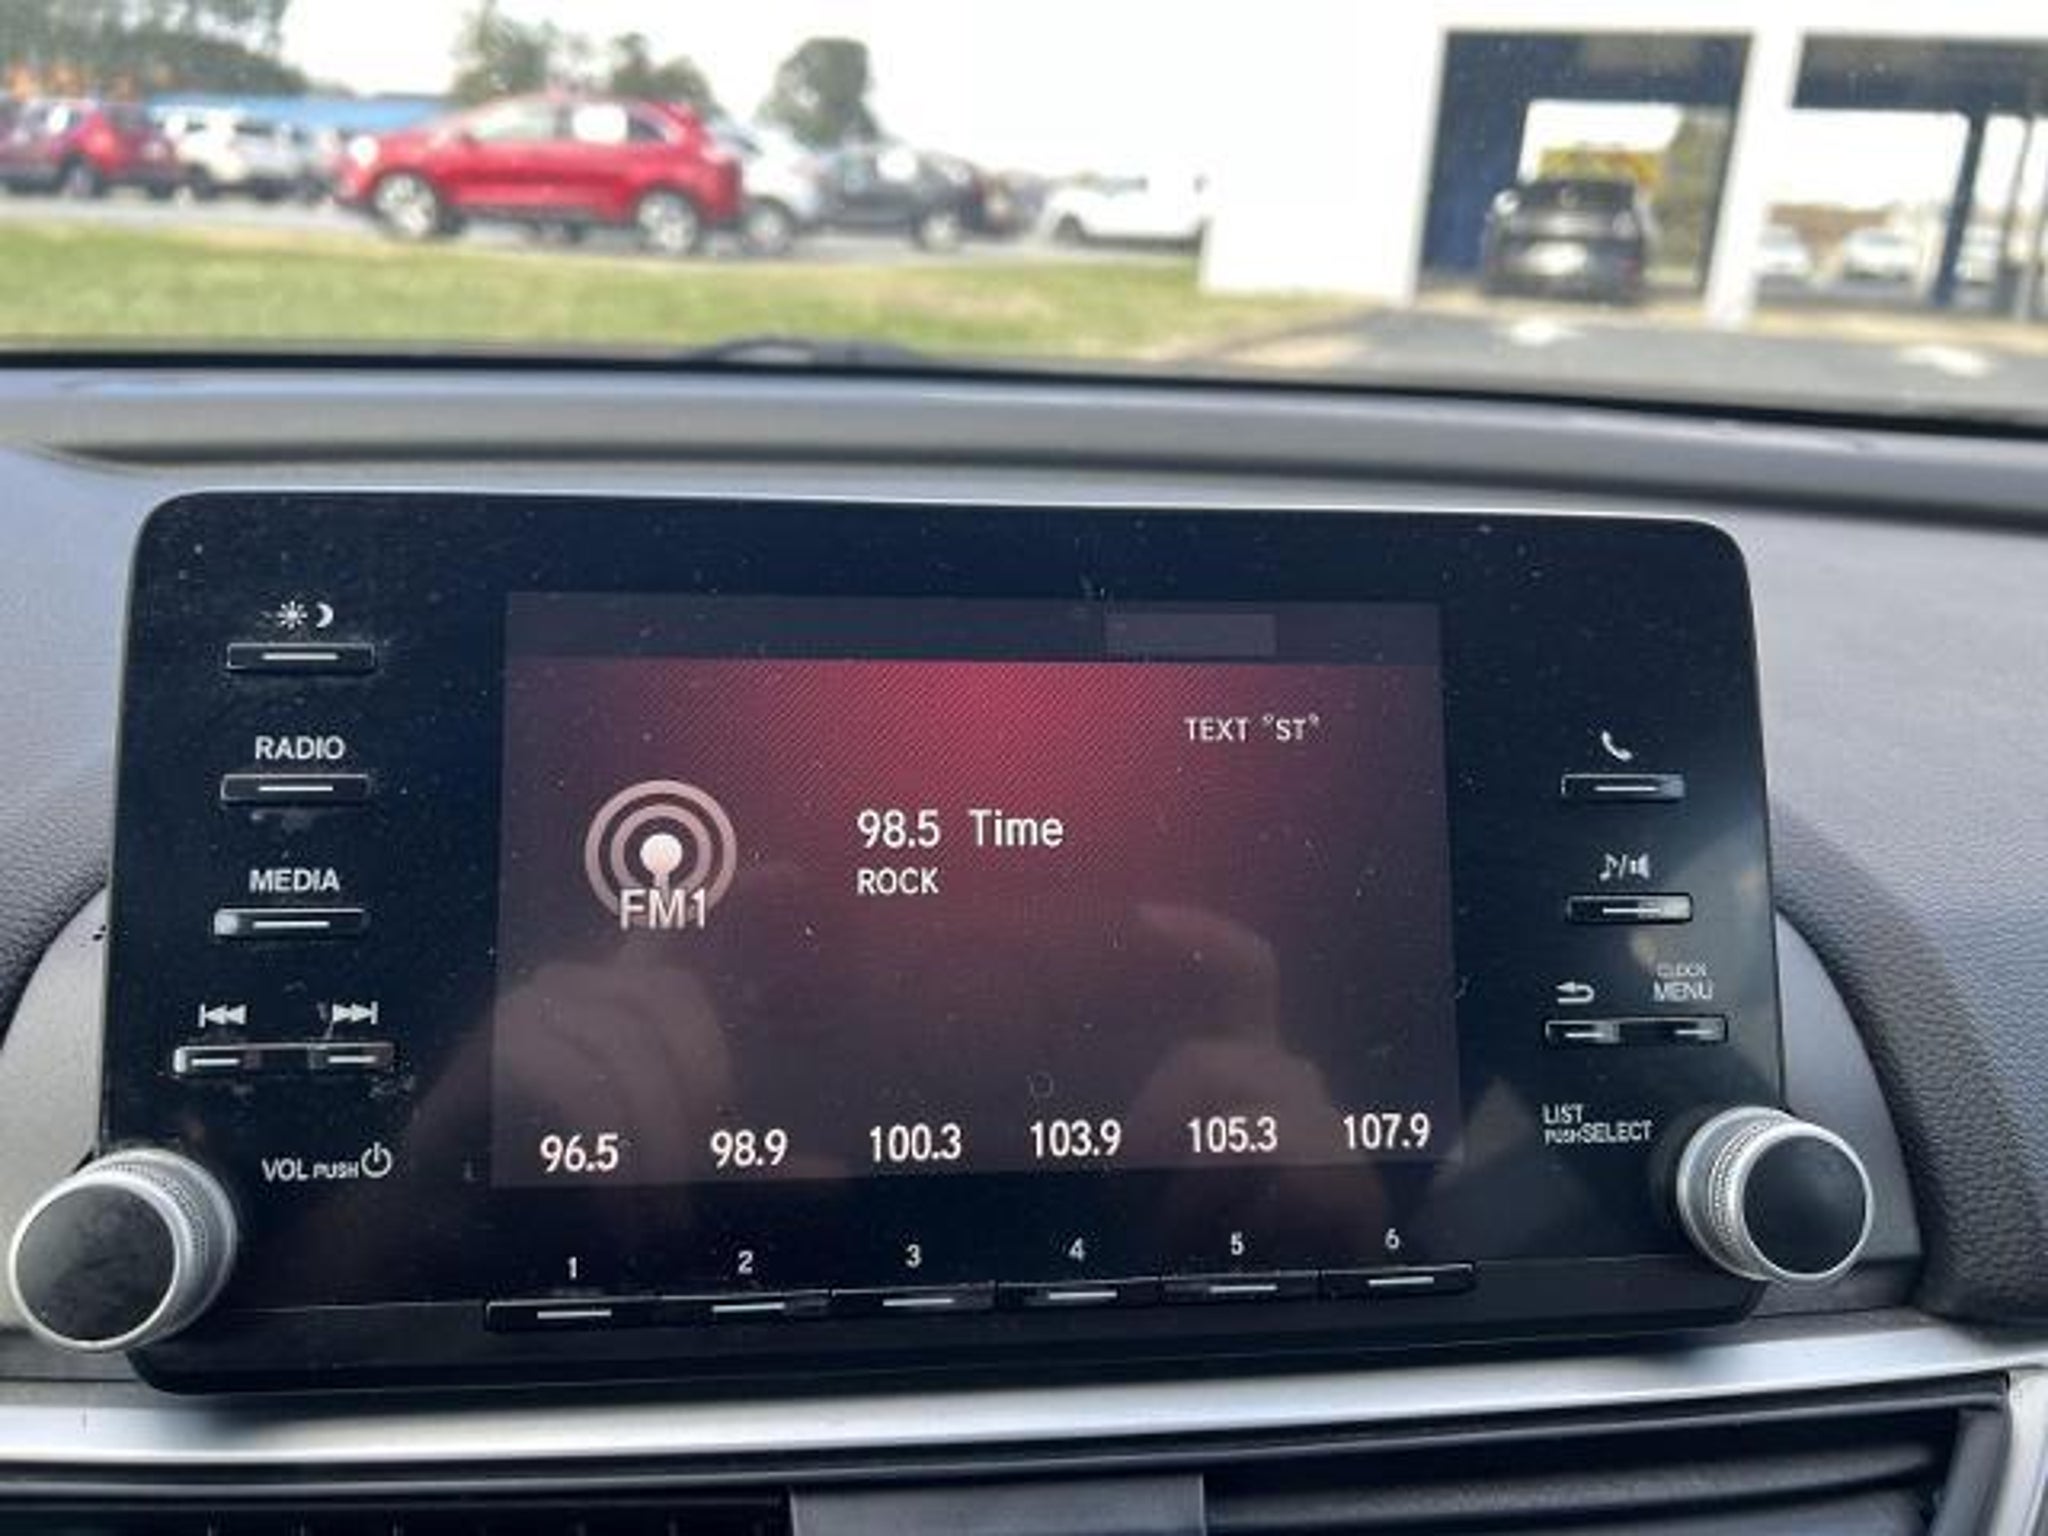 RADIO
MEDIA
VOL PUSH
TEXT °ST°
98.5 Time
ROCK
FM1
96.5 98.9 100.3 103.9 105.3 107.9
1 2 3 4 5 6
CLOCK
MENU
LIST
PUSH SELECT